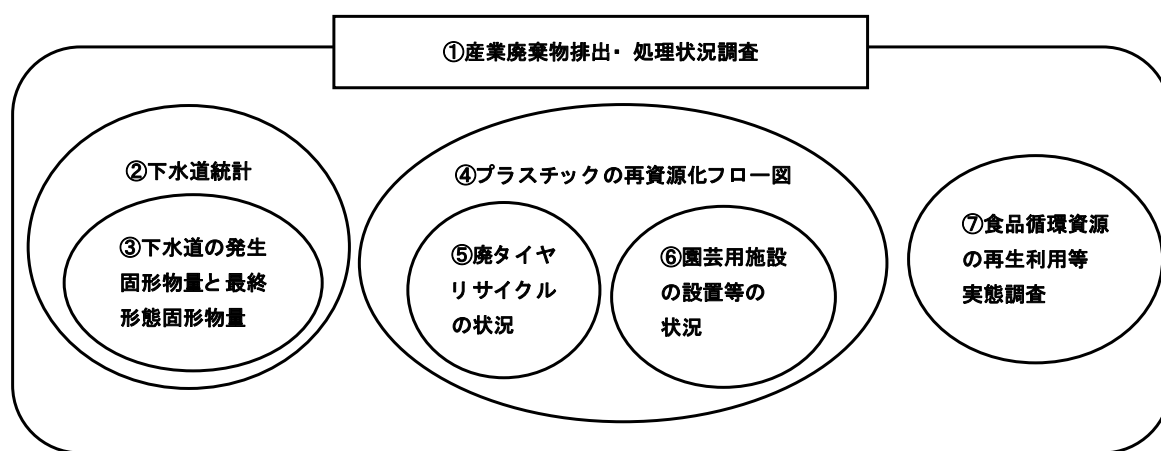 ①産業廃棄物排出・処理状況調査
②下水道統計
③下水道の発生
固形物量と最終
形態固形物量
④プラスチックの再資源化フロー図
⑤廃タイヤ
リサイクル
の状況
⑥園芸用施設
の設置等の
状況
⑦食品循環資源
の再生利用等
実態調査